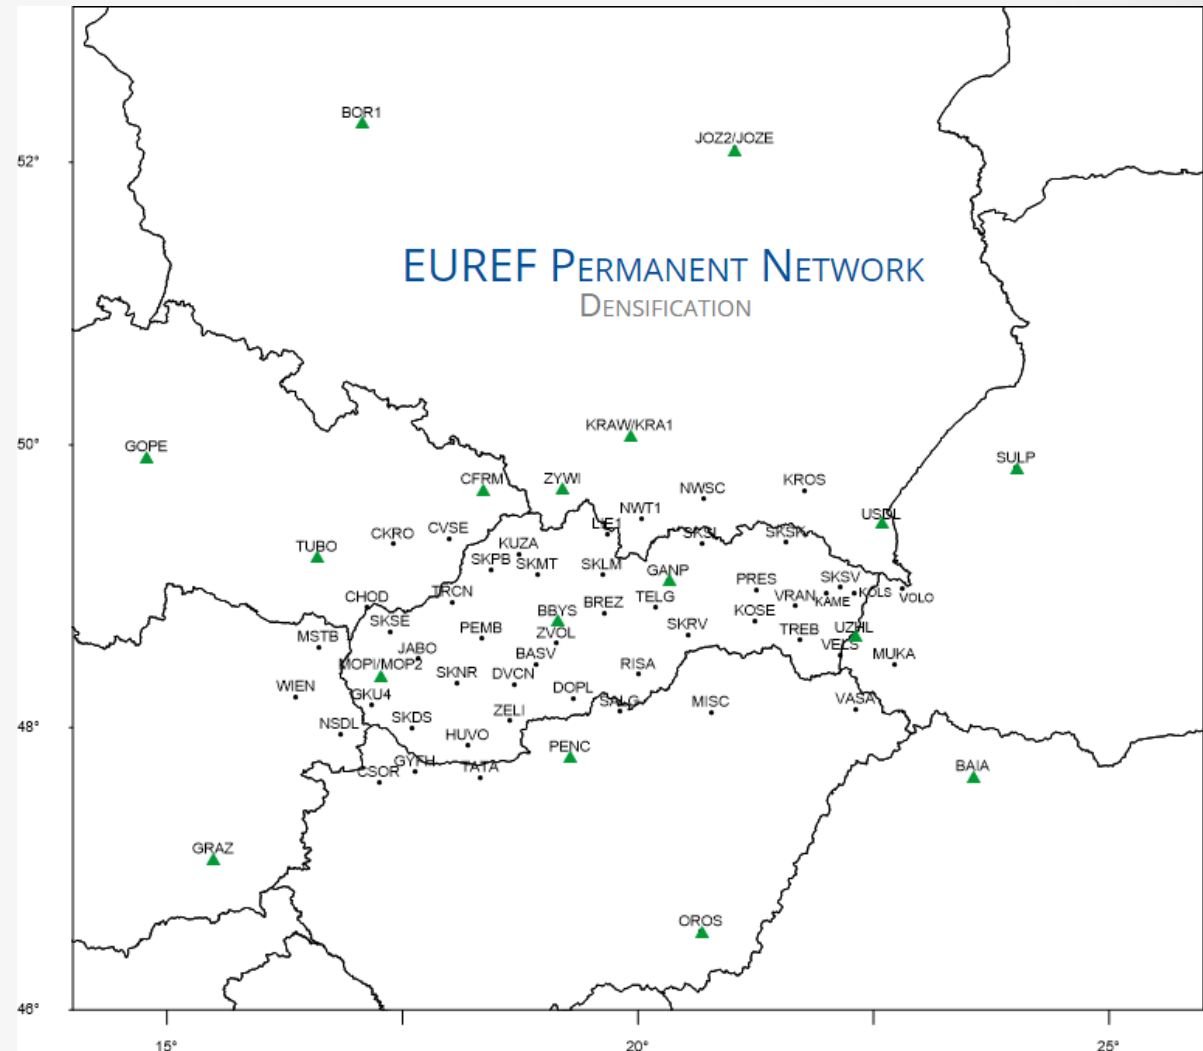 BOR1
JOZ2/JOZE
52°
EUREF Permanent Network
Densification
KRAW/KRA1
50°
GOPE
SULP
CFRM
ZYWI
KROS
NWSC
NWT1
USDL
LIE1
CKRO
CVSE
SKSL
SKSK
TUBO
KUZA
SKPB
SKMT
SKLM
GANP
PRES
SKSV
KOLS
VOLO
CHOD
TRCN
BREZ
TELG
VRAN
KAME
BBYS
KOSE
SKSE
PEMB
ZVOL
SKRV
TREB
UZHL
MSTB
JABO
BASV
VELS
MUKA
MOPI/MOP2
SKNR
DVCN
RISA
WIEN
GKU4
DOPL
SALG
MISC
VASA
NSDL
SKDS
ZELI
48°
HUVO
PENC
GYFH
CSOR
TATA
BAIA
GRAZ
OROS
46°
15°
20°
25°